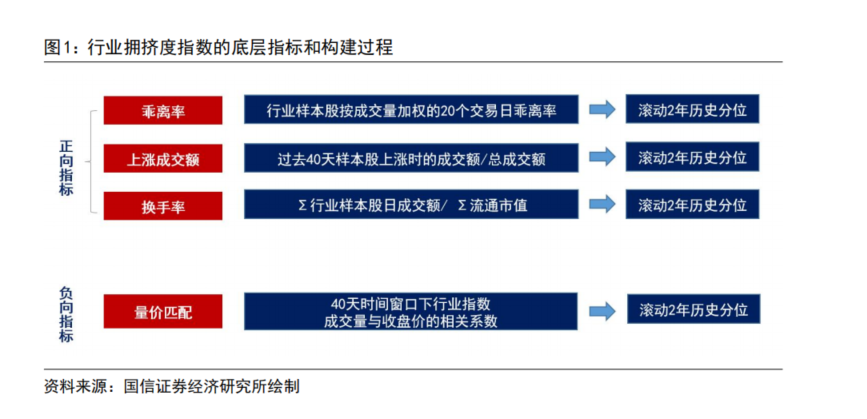 图1：行业拥挤度指数的底层指标和构建过程
正向指标
乖离率
行业样本股按成交量加权的20个交易日乖离率
滚动2年历史分位
上涨成交额
过去40天样本股上涨时的成交额/总成交额
滚动2年历史分位
换手率
Σ行业样本股日成交额/ Σ流通市值
滚动2年历史分位
负向指标
量价匹配
40天时间窗口下行业指数
成交量与收盘价的相关系数
滚动2年历史分位
资料来源：国信证券经济研究所绘制